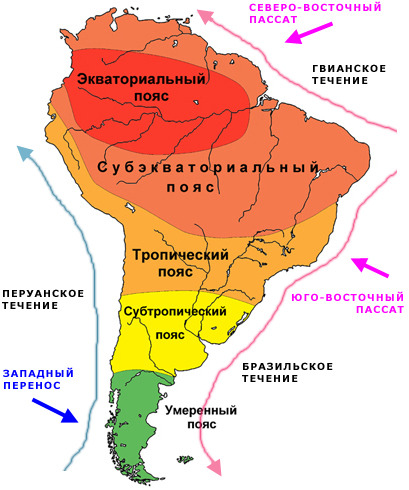 СЕВЕРО-ВОСТОЧНЫЙ
ПАССАТ
ГВИАНСКОЕ
ТЕЧЕНИЕ
Экваториальный
пояс
Субэкваториальный
пояс
Тропический
пояс
ПЕРУАНСКОЕ
ТЕЧЕНИЕ
ЮГО-ВОСТОЧНЫЙ
ПАССАТ
Субтропический
пояс
БРАЗИЛЬСКОЕ
ТЕЧЕНИЕ
ЗАПАДНЫЙ
ПЕРЕНОС
Умеренный
пояс